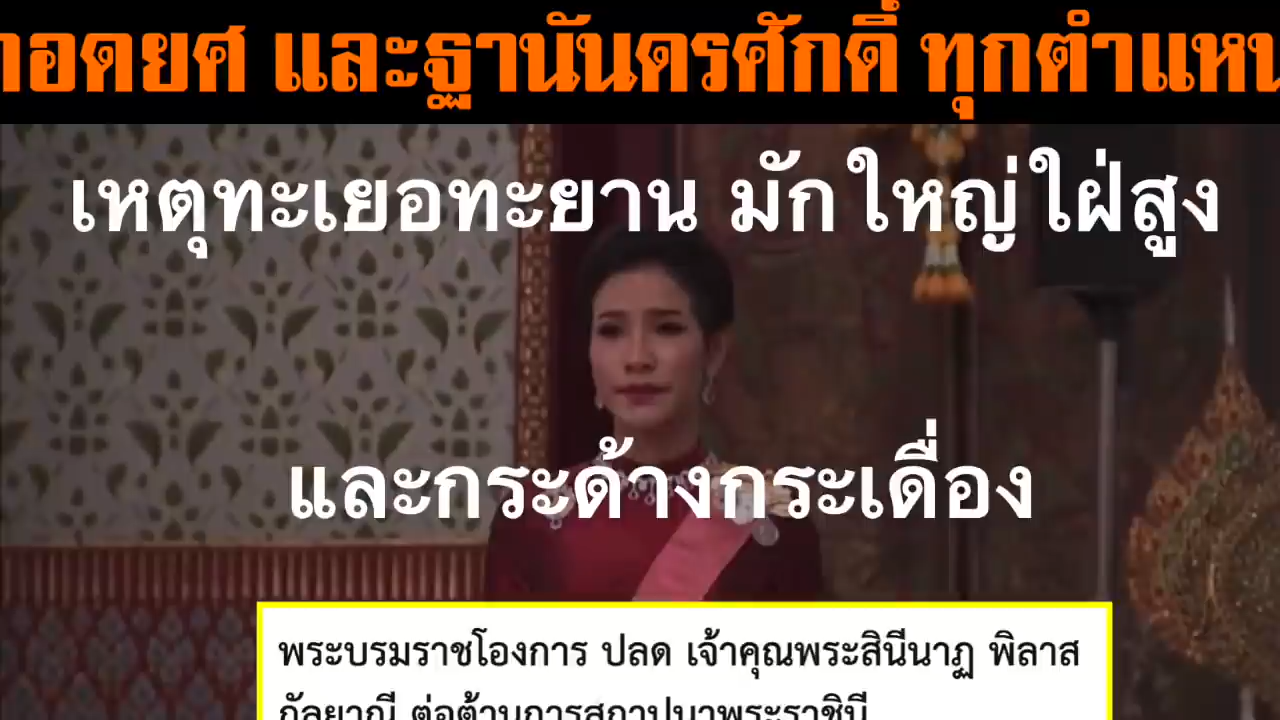 ถอดยศ และฐานันดรศักดิ์ ทุกตำแหน
เหตุทะเยอทะยาน มักใหญ่ใฝ่สูง
และกระด้างกระเดื่อง
พระบรมราชโองการ ปลด เจ้าคุณพระสินีนาฏ พิลาส
กัลยาณี ต่อต้านการสถาปนาพระราชินี